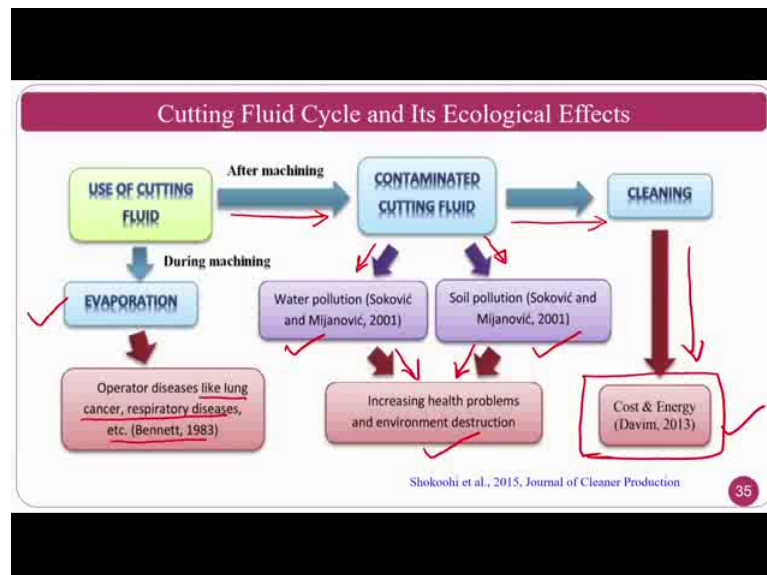 Cutting Fluid Cycle and Its Ecological Effects
USE OF CUTTING
FLUID
After machining
CONTAMINATED
CUTTING FLUID
CLEANING
During machining
EVAPORATION
Water pollution (Soković
and Mijanović, 2001)
Soil pollution (Soković and
Mijanović, 2001)
Operator diseases like lung
cancer, respiratory diseases,
etc. (Bennett, 1983)
Increasing health problems
and environment destruction
Cost & Energy
(Davim, 2013)
Shokoohi et al., 2015, Journal of Cleaner Production
35